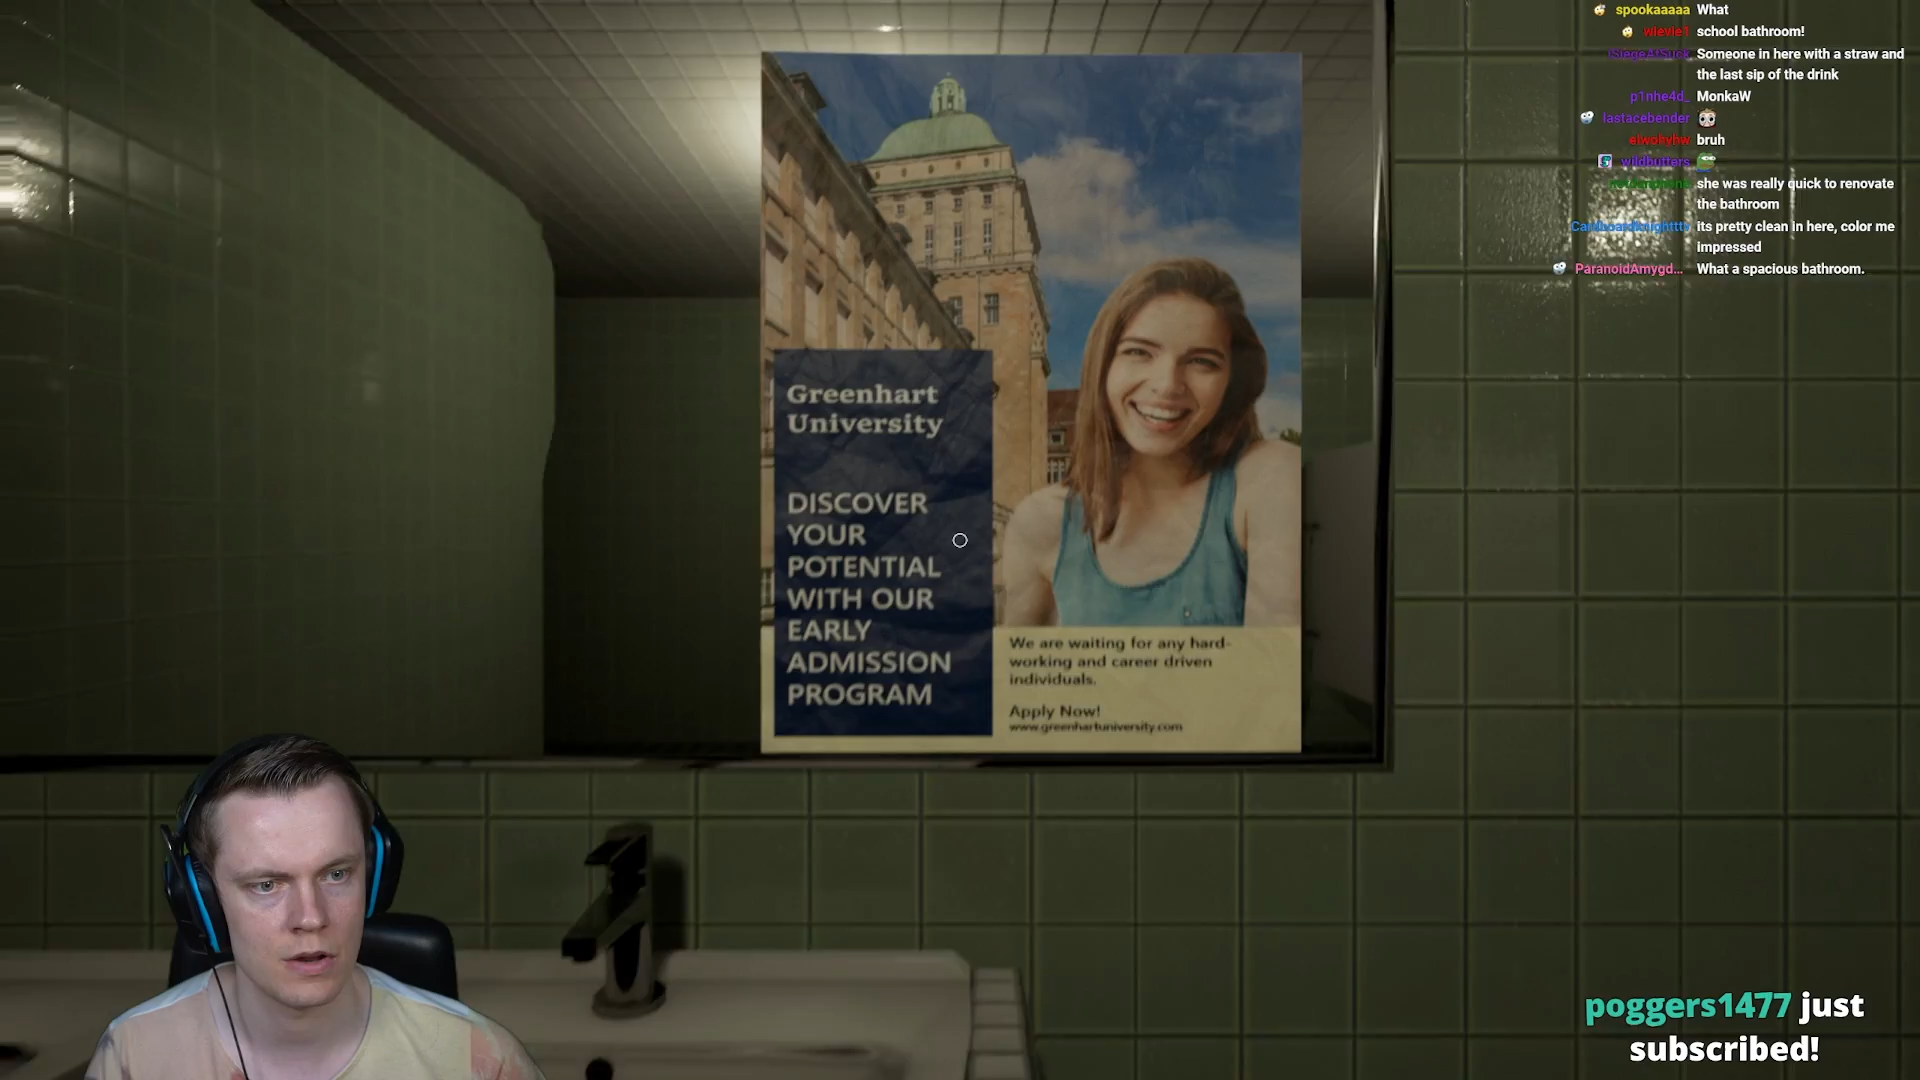 Greenhart
University
DISCOVER
YOUR
POTENTIAL
WITH OUR
EARLY
ADMISSION
PROGRAM
We are waiting for any hard-
working and career driven
individuals.
Apply Now!
www.greenhartuniversity.com
spookaaaaa What
wievie1 school bathroom!
Someone in here with a straw and
the last sip of the drink
p1nhe4d_ MonkaW
lastacebender
bruh
wildbutters
she was really quick to renovate
the bathroom
its pretty clean in here, color me
impressed
ParanoidAmygd... What a spacious bathroom.
poggers1477 just
subscribed!